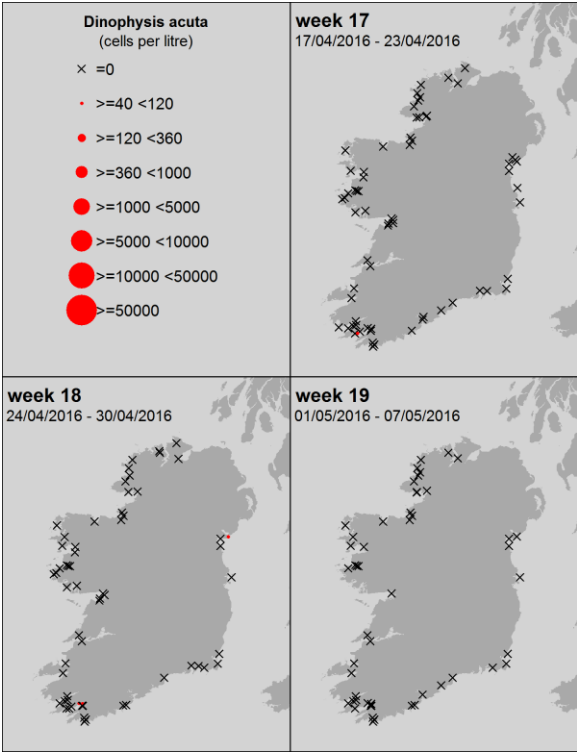 Dinophysis acuta
(cells per litre)
=0
>=40 <120
>=120 <360
>=360 <1000
>=1000 <5000
>=5000 <10000
>=10000 <50000
>=50000
week 17
17/04/2016 - 23/04/2016
week 18
24/04/2016 - 30/04/2016
week 19
01/05/2016 - 07/05/2016